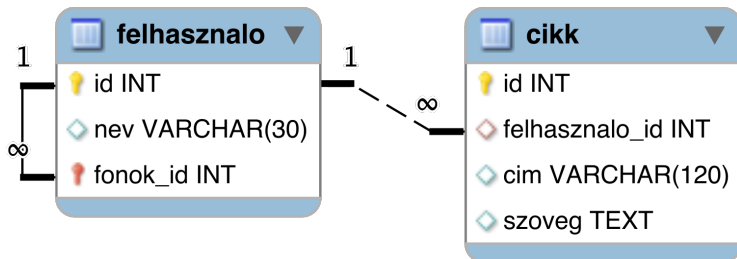 felhasznalo
1
id INT
nev VARCHAR(30)
∞
fonok_id INT
1
∞
cikk
id INT
felhasznalo_id INT
cim VARCHAR(120)
szoveg TEXT